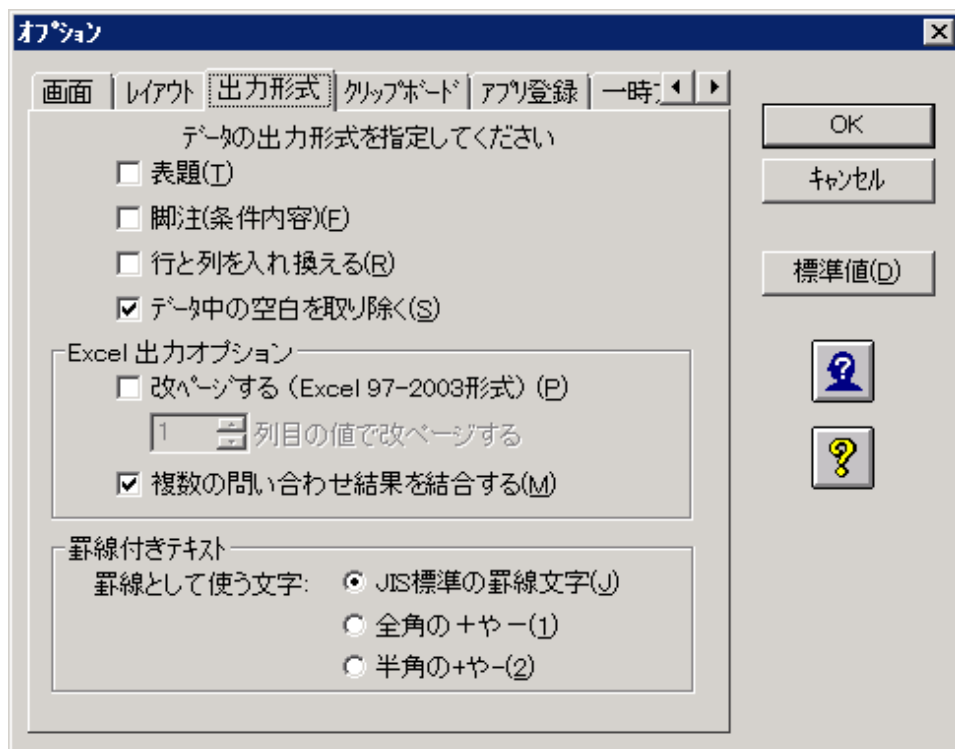 オプション
画面 レイアウト 出力形式 クリップボード アプリ登録 一時
データの出力形式を指定してください
表題(T)
脚注(条件内容)(F)
行と列を入れ換える(R)
データ中の空白を取り除く(S)
Excel 出力オプション
改ページする (Excel 97-2003形式) (P)
1 列目の値で改ページする
複数の問い合わせ結果を結合する(M)
罫線付きテキスト
罫線として使う文字: JIS標準の罫線文字(J)
全角の+や-(1)
半角の+や-(2)
OK
キャンセル
標準値(D)